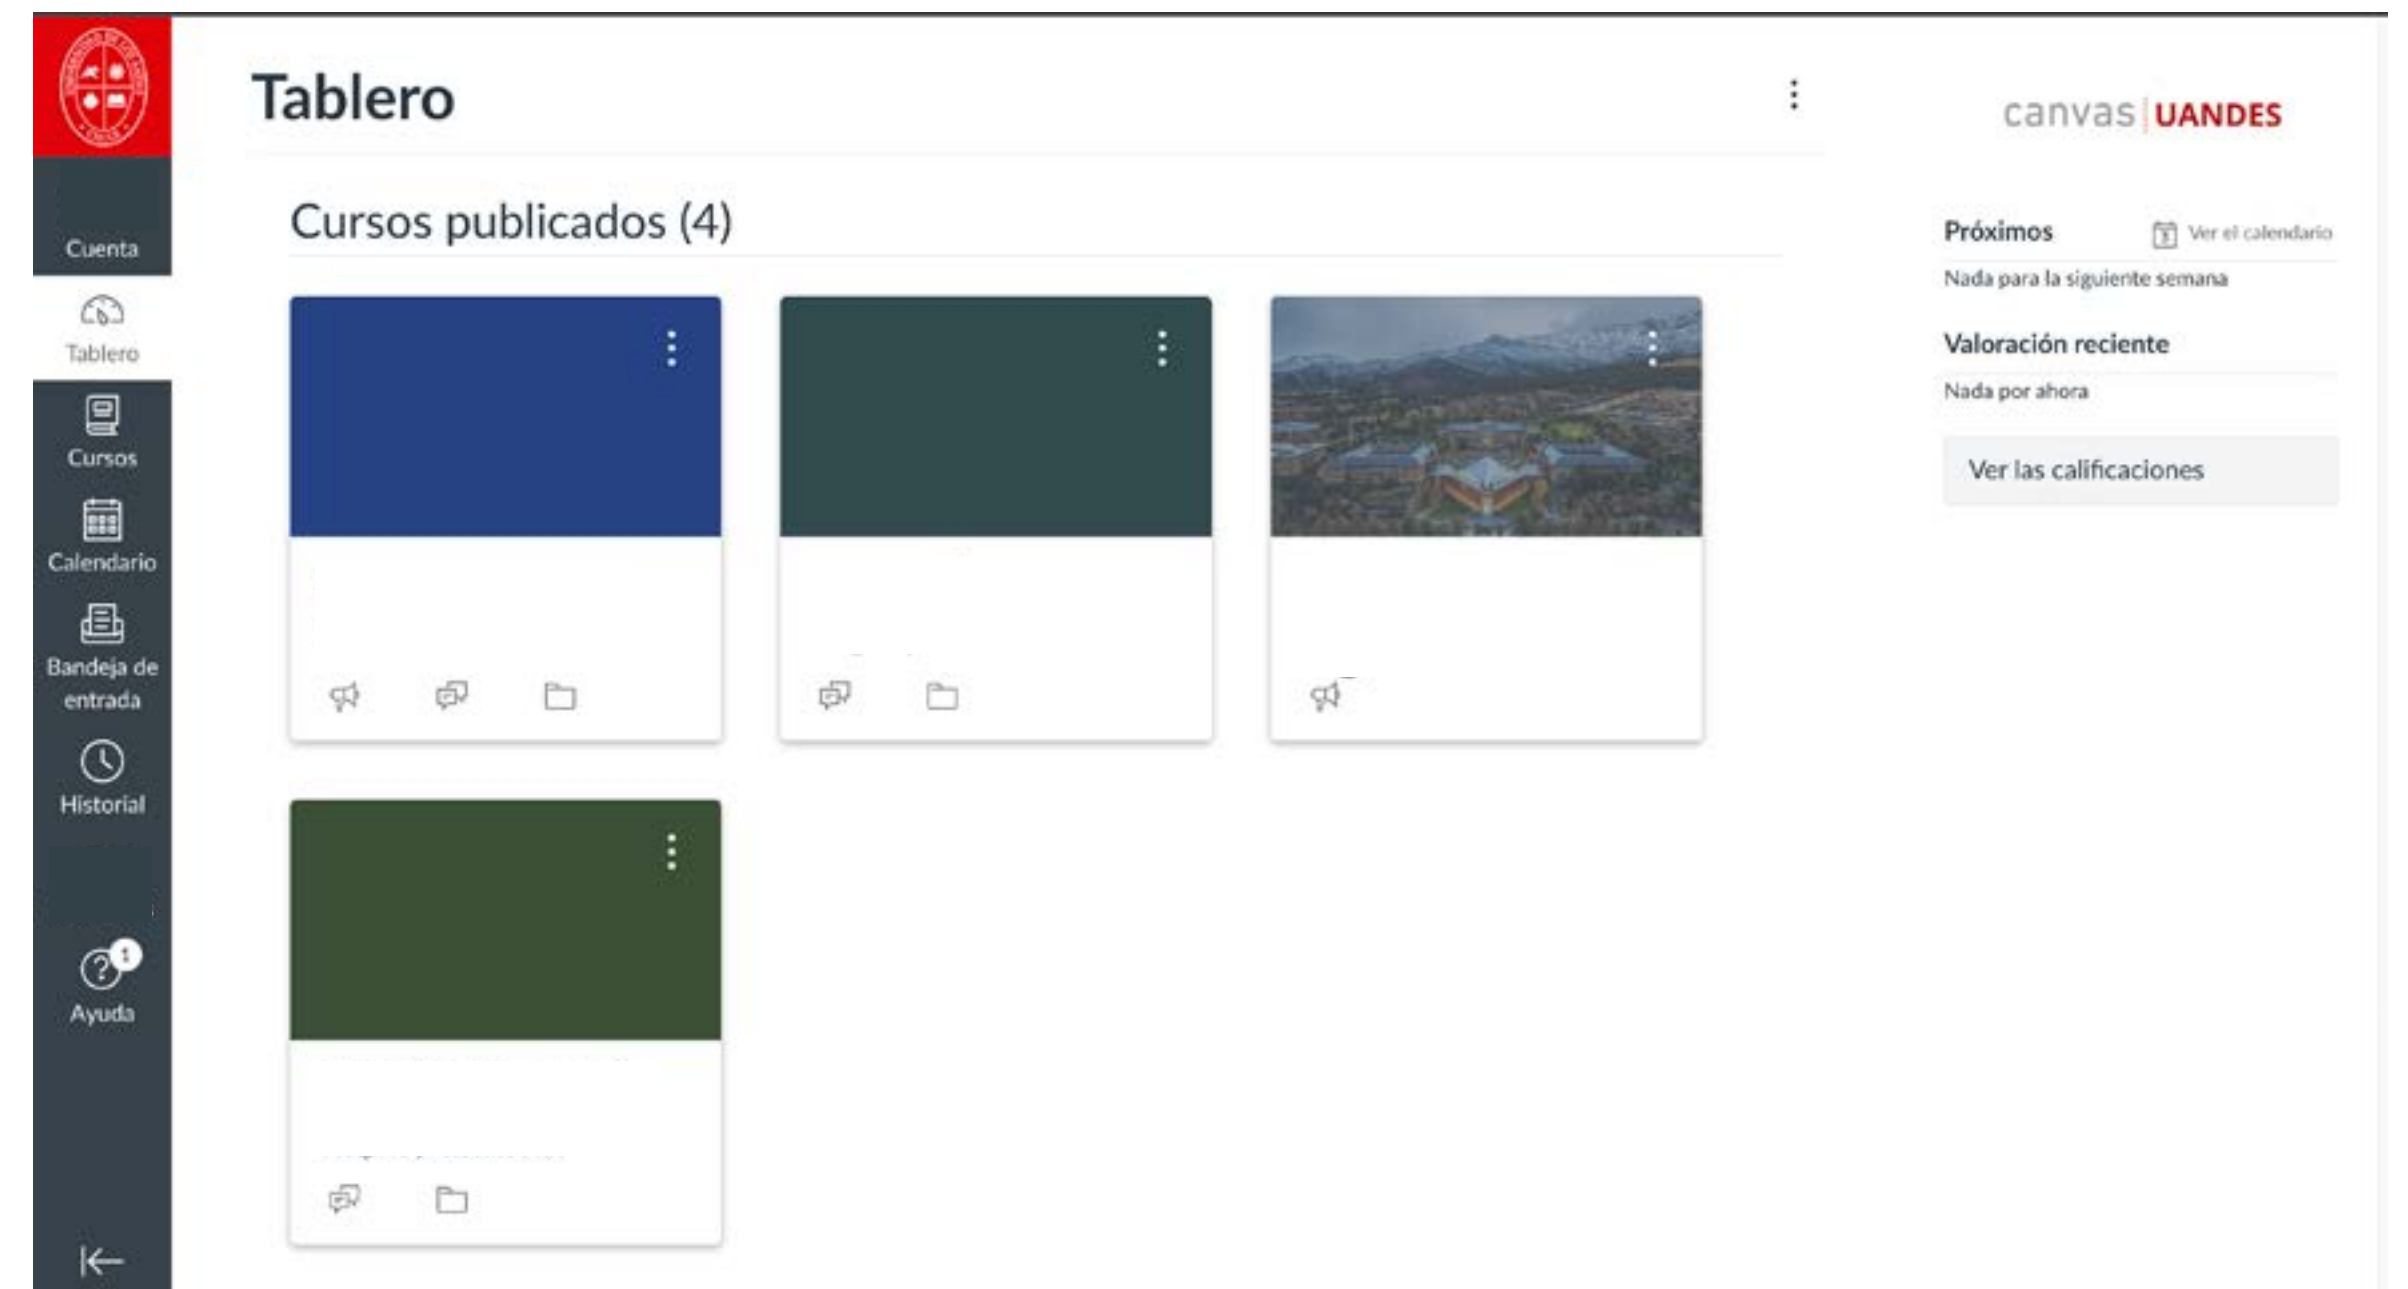 Tablero
canvas UANDES
Cursos publicados (4)
Cuenta
Tablero
Cursos
Calendario
Bandeja de
entrada
Historial
1
Ayuda
Próximos
Ver el calendario
Nada para la siguiente semana
Valoración reciente
Nada por ahora
Ver las calificaciones